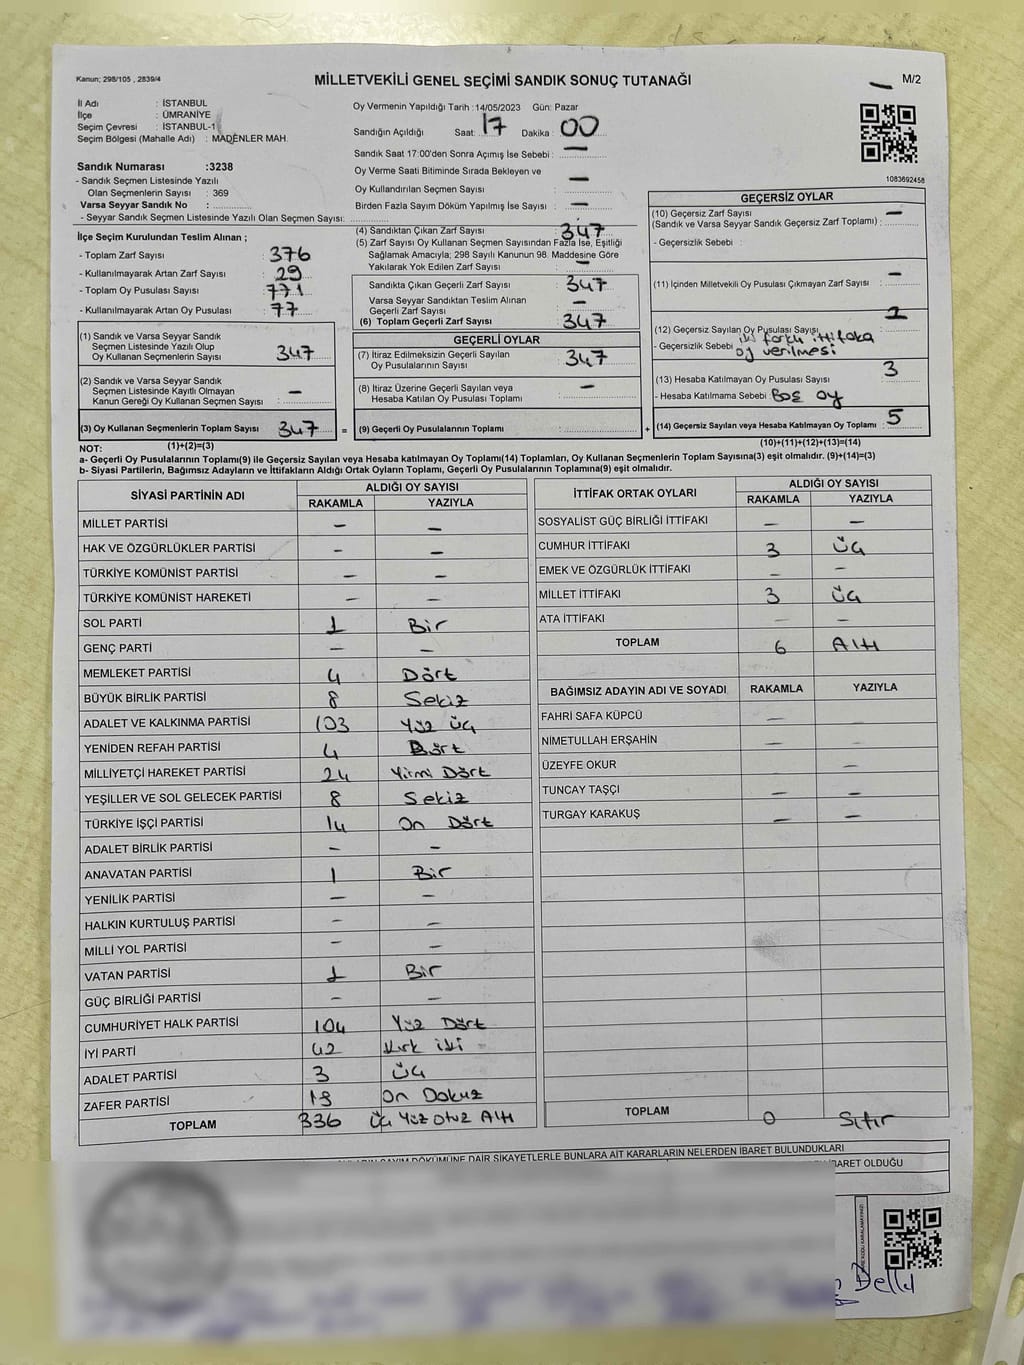 Kanun; 298/105 , 2839/4
MİLLETVEKİLİ GENEL SEÇİMİ SANDIK SONUÇ TUTANAĞI
M/2
İl Adı : İSTANBUL
İlçe : ÜMRANİYE
Seçim Çevresi : İSTANBUL-1
Seçim Bölgesi (Mahalle Adı) : MADENLER MAH.
Oy Vermenin Yapıldığı Tarih : 14/05/2023 Gün: Pazar
Sandığın Açıldığı Saat: 17 Dakika : 00
Sandık Saat 17:00'den Sonra Açımış İse Sebebi : —
Oy Verme Saati Bitiminde Sırada Bekleyen ve
Oy Kullandırılan Seçmen Sayısı : —
Birden Fazla Sayım Döküm Yapılmış İse Sayısı : —
1083692458
Sandık Numarası :3238
- Sandık Seçmen Listesinde Yazılı
Olan Seçmenlerin Sayısı : 369
Varsa Seyyar Sandık No :
- Seyyar Sandık Seçmen Listesinde Yazılı Olan Seçmen Sayısı:
İlçe Seçim Kurulundan Teslim Alınan ;
- Toplam Zarf Sayısı : 376
- Kullanılmayarak Artan Zarf Sayısı : 29
- Toplam Oy Pusulası Sayısı : 771
- Kullanılmayarak Artan Oy Pusulası : 77
(1) Sandık ve Varsa Seyyar Sandık
Seçmen Listesinde Yazılı Olup
Oy Kullanan Seçmenlerin Sayısı : 347
(2) Sandık ve Varsa Seyyar Sandık
Seçmen Listesinde Kayıtlı Olmayan
Kanun Gereği Oy Kullanan Seçmen Sayısı : —
(3) Oy Kullanan Seçmenlerin Toplam Sayısı : 347
(1)+(2)=(3)
(4) Sandıktan Çıkan Zarf Sayısı : 347
(5) Zarf Sayısı Oy Kullanan Seçmen Sayısından Fazla İse, Eşitliği
Sağlamak Amacıyla; 298 Sayılı Kanunun 98. Maddesine Göre
Yakılarak Yok Edilen Zarf Sayısı : —
Sandıkta Çıkan Geçerli Zarf Sayısı : 347
Varsa Seyyar Sandıktan Teslim Alınan
Geçerli Zarf Sayısı : —
(6) Toplam Geçerli Zarf Sayısı : 347
GEÇERLİ OYLAR
(7) İtiraz Edilmeksizin Geçerli Sayılan
Oy Pusulalarının Sayısı : 347
(8) İtiraz Üzerine Geçerli Sayılan veya
Hesaba Katılan Oy Pusulası Toplamı : —
= (9) Geçerli Oy Pusulalarının Toplamı :
GEÇERSİZ OYLAR
(10) Geçersiz Zarf Sayısı
(Sandık ve Varsa Seyyar Sandık Geçersiz Zarf Toplamı) : —
- Geçersizlik Sebebi :
(11) İçinden Milletvekili Oy Pusulası Çıkmayan Zarf Sayısı : —
(12) Geçersiz Sayılan Oy Pusulası Sayısı : 2
- Geçersizlik Sebebi iki farklı ittifaka
oy verilmesi
(13) Hesaba Katılmayan Oy Pusulası Sayısı : 3
- Hesaba Katılmama Sebebi : Boş oy
+ (14) Geçersiz Sayılan veya Hesaba Katılmayan Oy Toplamı : 5
(10)+(11)+(12)+(13)=(14)
NOT:
a- Geçerli Oy Pusulalarının Toplamı(9) ile Geçersiz Sayılan veya Hesaba Katılmayan oy Toplamı(14) Toplamları, Oy Kullanan Seçmenlerin Toplam Sayısına(3) eşit olmalıdır. (9)+(14)=(3)
b- Siyasi Partilerin, Bağımsız Adayların ve İttifakların Aldığı Ortak Oyların Toplamı, Geçerli Oy Pusulalarının Toplamına(9) eşit olmalıdır.
SİYASİ PARTİNİN ADI ALDIĞI OY SAYISI
RAKAMLA YAZIYLA
MİLLET PARTİSİ — —
HAK VE ÖZGÜRLÜKLER PARTİSİ — —
TÜRKİYE KOMÜNİST PARTİSİ — —
TÜRKİYE KOMÜNİST HAREKETİ — —
SOL PARTİ 1 Bir
GENÇ PARTİ — —
MEMLEKET PARTİSİ 4 Dört
BÜYÜK BİRLİK PARTİSİ 8 Sekiz
ADALET VE KALKINMA PARTİSİ 103 Yüz Üç
YENİDEN REFAH PARTİSİ 4 Dört
MİLLİYETÇİ HAREKET PARTİSİ 24 Yirmi Dört
YEŞİLLER VE SOL GELECEK PARTİSİ 8 Sekiz
TÜRKİYE İŞÇİ PARTİSİ 14 On Dört
ADALET BİRLİK PARTİSİ — —
ANAVATAN PARTİSİ 1 Bir
YENİLİK PARTİSİ — —
HALKIN KURTULUŞ PARTİSİ — —
MİLLİ YOL PARTİSİ — —
VATAN PARTİSİ 1 Bir
GÜÇ BİRLİĞİ PARTİSİ — —
CUMHURİYET HALK PARTİSİ 104 Yüz Dört
İYİ PARTİ 42 Kırk iki
ADALET PARTİSİ 3 Üç
ZAFER PARTİSİ 19 On Dokuz
TOPLAM 336 Üç Yüz Otuz Altı
İTTİFAK ORTAK OYLARI ALDIĞI OY SAYISI
RAKAMLA YAZIYLA
SOSYALİST GÜÇ BİRLİĞİ İTTİFAKI — —
CUMHUR İTTİFAKI 3 Üç
EMEK VE ÖZGÜRLÜK İTTİFAKI — —
MİLLET İTTİFAKI 3 Üç
ATA İTTİFAKI — —
TOPLAM 6 Altı
BAĞIMSIZ ADAYIN ADI VE SOYADI RAKAMLA YAZIYLA
FAHRİ SAFA KÜPCÜ —
NİMETULLAH ERŞAHİN — —
ÜZEYFE OKUR —
TUNCAY TAŞÇI — —
TURGAY KARAKUŞ — —
TOPLAM 0 Sıfır
SAYIM DÖKÜMÜNE DAİR ŞİKAYETLERLE BUNLARA AİT KARARLARIN NELERDEN İBARET BULUNDUKLARI
İBARET OLDUĞU